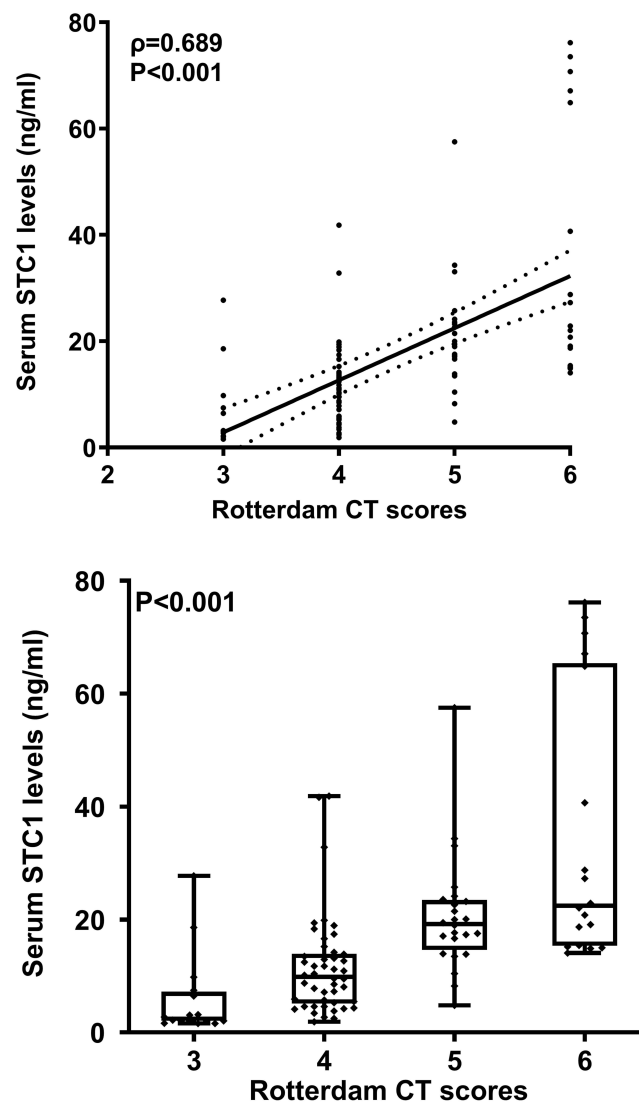 80
ρ=0.689
P<0.001
60
40
20
0
Serum STC1 levels (ng/ml)
2 3 4 5 6
Rotterdam CT scores
80
P<0.001
60
40
20
0
Serum STC1 levels (ng/ml)
3 4 5 6
Rotterdam CT scores